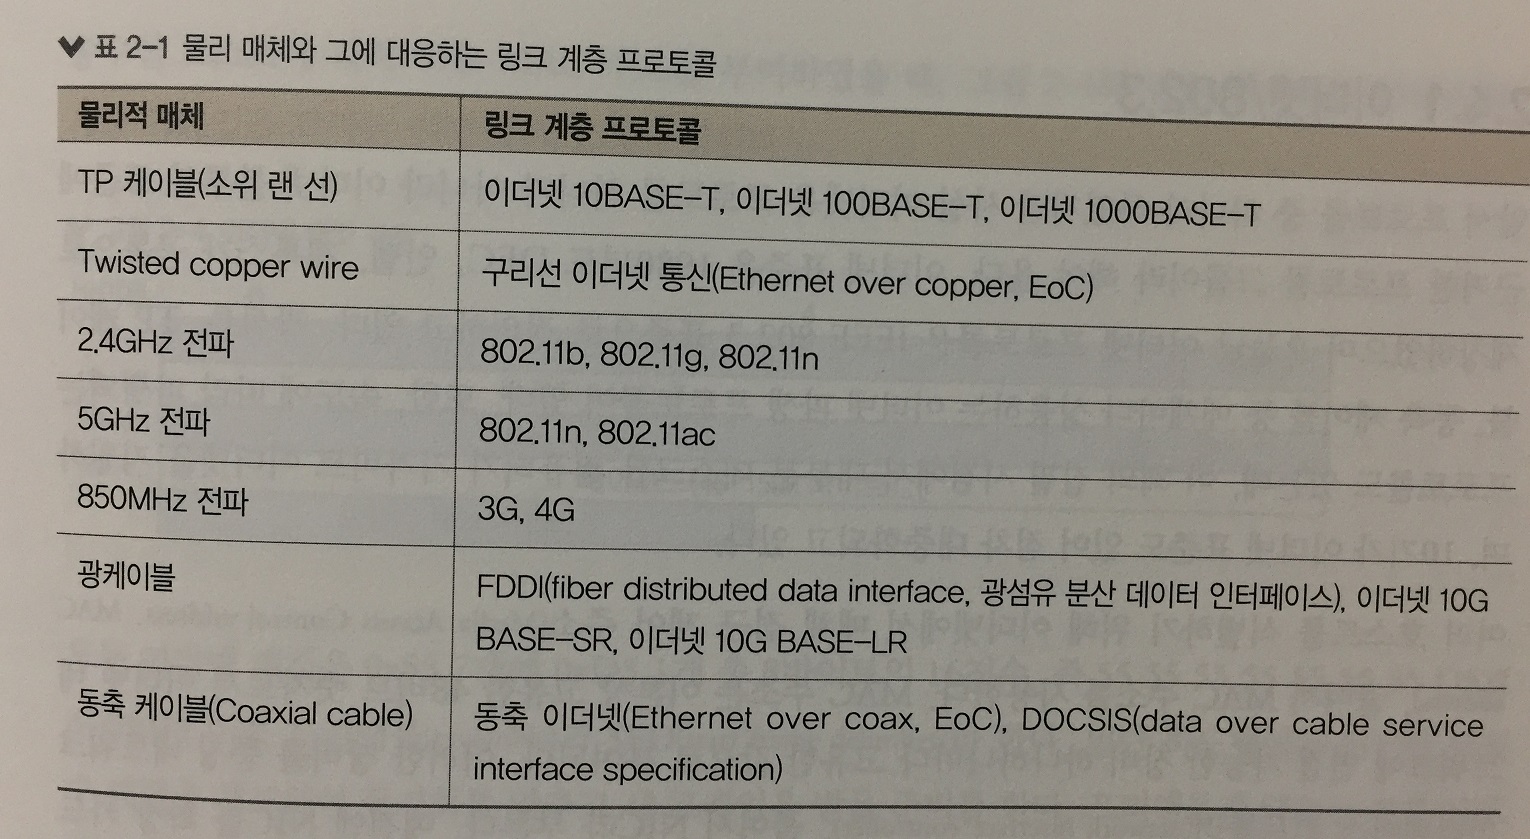 표 2-1 물리 매체와 그에 대응하는 링크 계층 프로토콜
물리적 매체 링크 계층 프로토콜
TP 케이블(소위 랜 선) 이더넷 10BASE-T, 이더넷 100BASE-T, 이더넷 1000BASE-T
Twisted copper wire 구리선 이더넷 통신(Ethernet over copper, EoC)
2.4GHz 전파 802.11b, 802.11g, 802.11n
5GHz 전파 802.11n, 802.11ac
850MHz 전파 3G, 4G
광케이블 FDDI(fiber distributed data interface, 광섬유 분산 데이터 인터페이스), 이더넷 10G
BASE-SR, 이더넷 10G BASE-LR
동축 케이블(Coaxial cable) 동축 이더넷(Ethernet over coax, EoC), DOCSIS(data over cable service
interface specification)